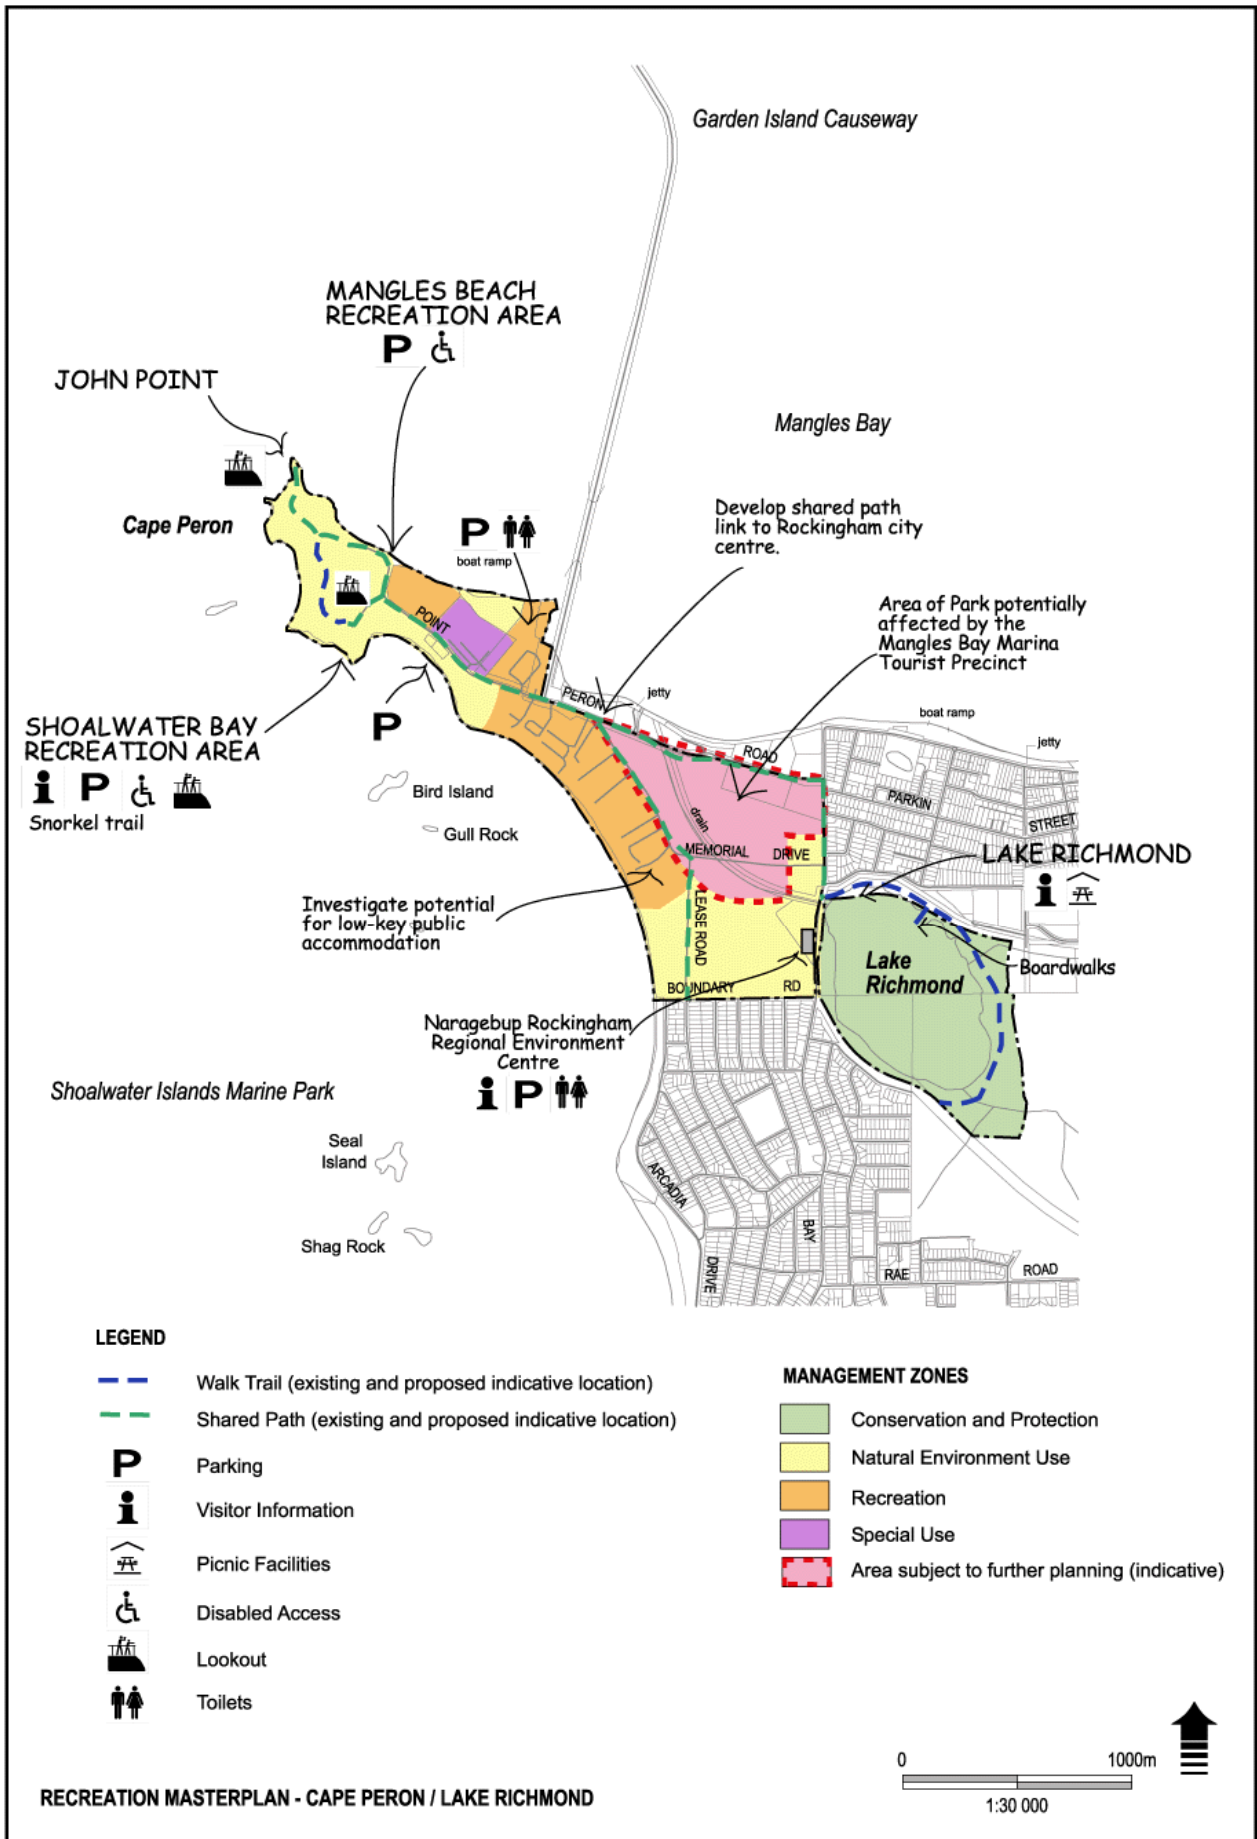 Garden Island Causeway
MANGLES BEACH
RECREATION AREA
P
JOHN POINT
Mangles Bay
Cape Peron
P
boat ramp
Develop shared path
link to Rockingham city
centre.
Area of Park potentially
affected by the
Mangles Bay Marina
Tourist Precinct
POINT
PERON
jetty
ROAD
boat ramp
jetty
SHOALWATER BAY
RECREATION AREA
P
Snorkel trail
P
Bird Island
Gull Rock
drain
PARKIN
STREET
MEMORIAL DRIVE
LAKE RICHMOND
Investigate potential
for low-key public
accommodation
LEASE ROAD
Lake
Richmond
Boardwalks
BOUNDARY RD
Naragebup Rockingham
Regional Environment
Centre
P
Shoalwater Islands Marine Park
Seal
Island
Shag Rock
ARCADIA
DRIVE
BAY
RAE
ROAD
LEGEND
Walk Trail (existing and proposed indicative location)
Shared Path (existing and proposed indicative location)
P Parking
Visitor Information
Picnic Facilities
Disabled Access
Lookout
Toilets
MANAGEMENT ZONES
Conservation and Protection
Natural Environment Use
Recreation
Special Use
Area subject to further planning (indicative)
0 1000m
1:30 000
RECREATION MASTERPLAN - CAPE PERON / LAKE RICHMOND